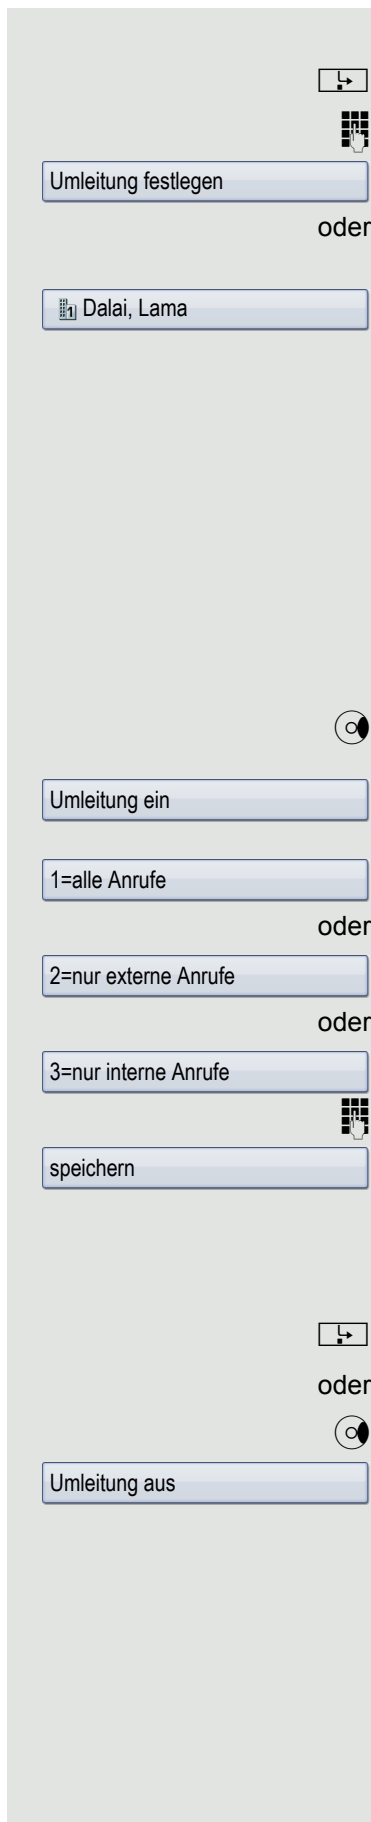 Umleitung festlegen
oder
1 Dalai, Lama
Umleitung ein
1=alle Anrufe
oder
2=nur externe Anrufe
oder
3=nur interne Anrufe
speichern
oder
Umleitung aus